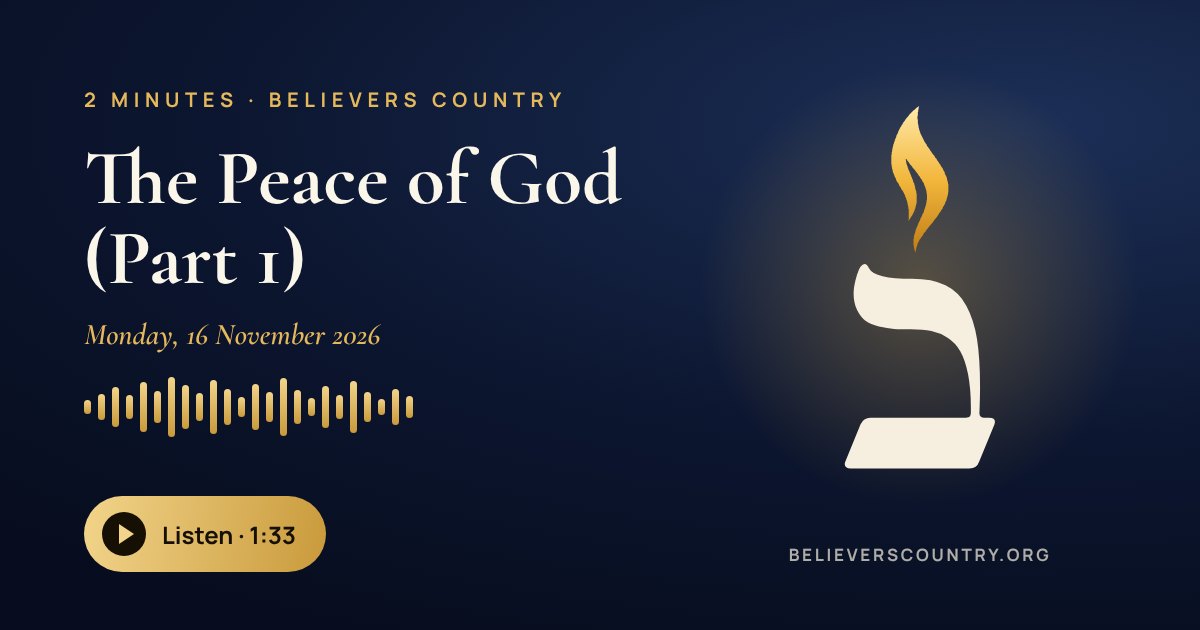 2 MINUTES · BELIEVERS COUNTRY
The Peace of God
(Part 1)
Monday, 16 November 2026
Listen · 1:33
כ
BELIEVERSCOUNTRY.ORG